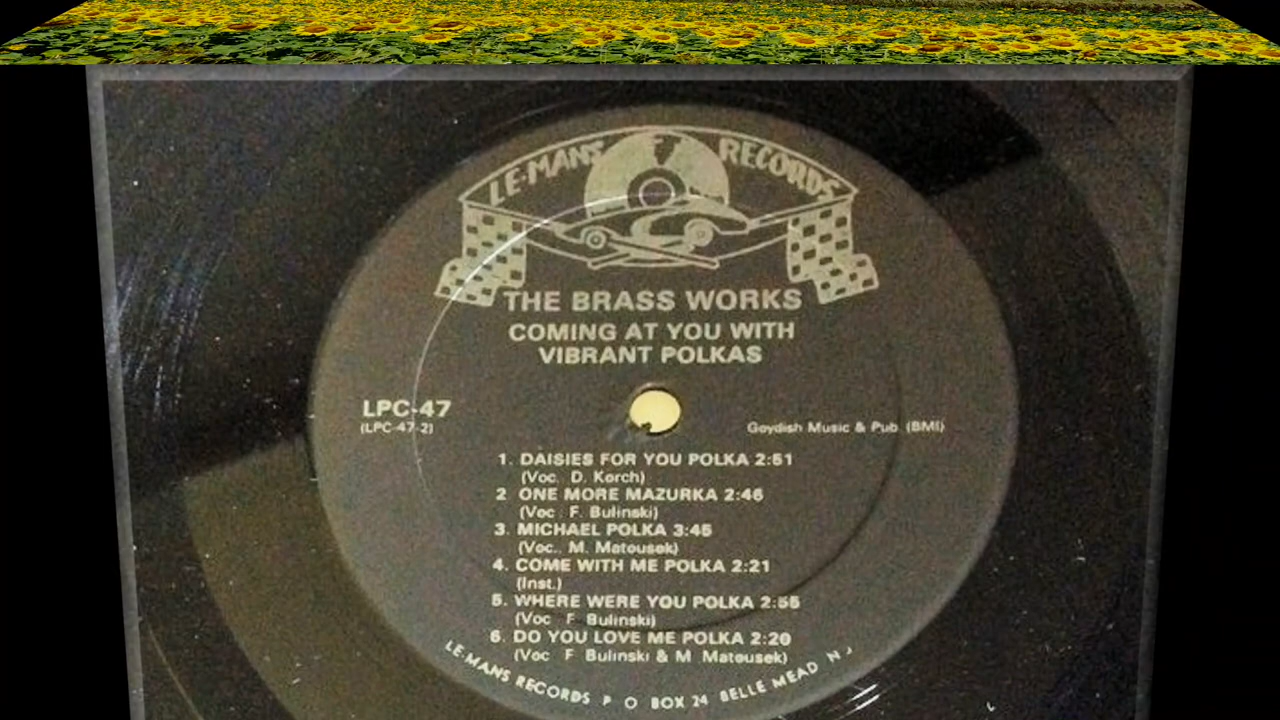 LE-MANS RECORDS
THE BRASS WORKS
COMING AT YOU WITH
VIBRANT POLKAS
LPC-47
(LPC-47-2)
Goydish Music & Pub. (BMI)
1. DAISIES FOR YOU POLKA 2:51
(Voc. D. Karch)
2 ONE MORE MAZURKA 2:46
(Voc. F. Bulinski)
3. MICHAEL POLKA 3:45
(Voc.. M. Matousek)
4. COME WITH ME POLKA 2:21
(Inst.)
5. WHERE WERE YOU POLKA 2:55
(Voc F Bulinski)
6. DO YOU LOVE ME POLKA 2:20
(Voc F Bulinski & M Matousek)
LE-MANS RECORDS P O BOX 24 BELLE MEAD N J